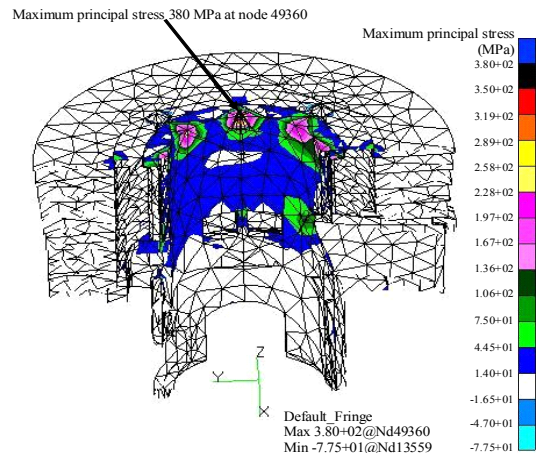 Maximum principal stress 380 MPa at node 49360
Maximum principal stress
(MPa)
3.80+02
3.50+02
3.19+02
2.89+02
2.58+02
2.28+02
1.97+02
1.67+02
1.36+02
1.06+02
7.50+01
4.45+01
1.40+01
-1.65+01
-4.70+01
-7.75+01
Z
Y
X
Default_Fringe
Max 3.80+02@Nd49360
Min -7.75+01@Nd13559